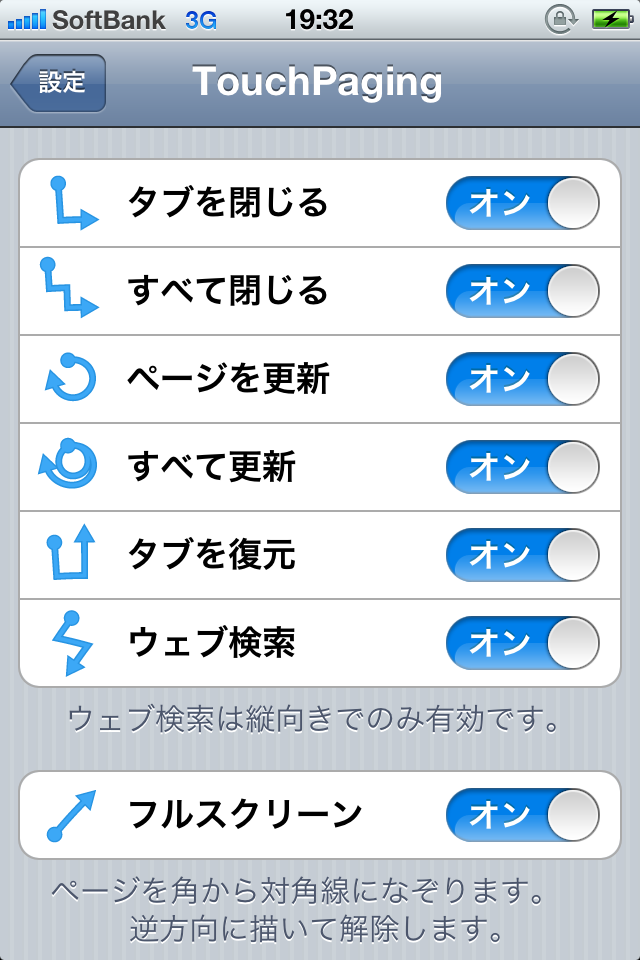 SoftBank 3G 19:32
設定 TouchPaging
タブを閉じる オン
すべて閉じる オン
ページを更新 オン
すべて更新 オン
タブを復元 オン
ウェブ検索 オン
ウェブ検索は縦向きでのみ有効です。
フルスクリーン オン
ページを角から対角線になぞります。
逆方向に描いて解除します。